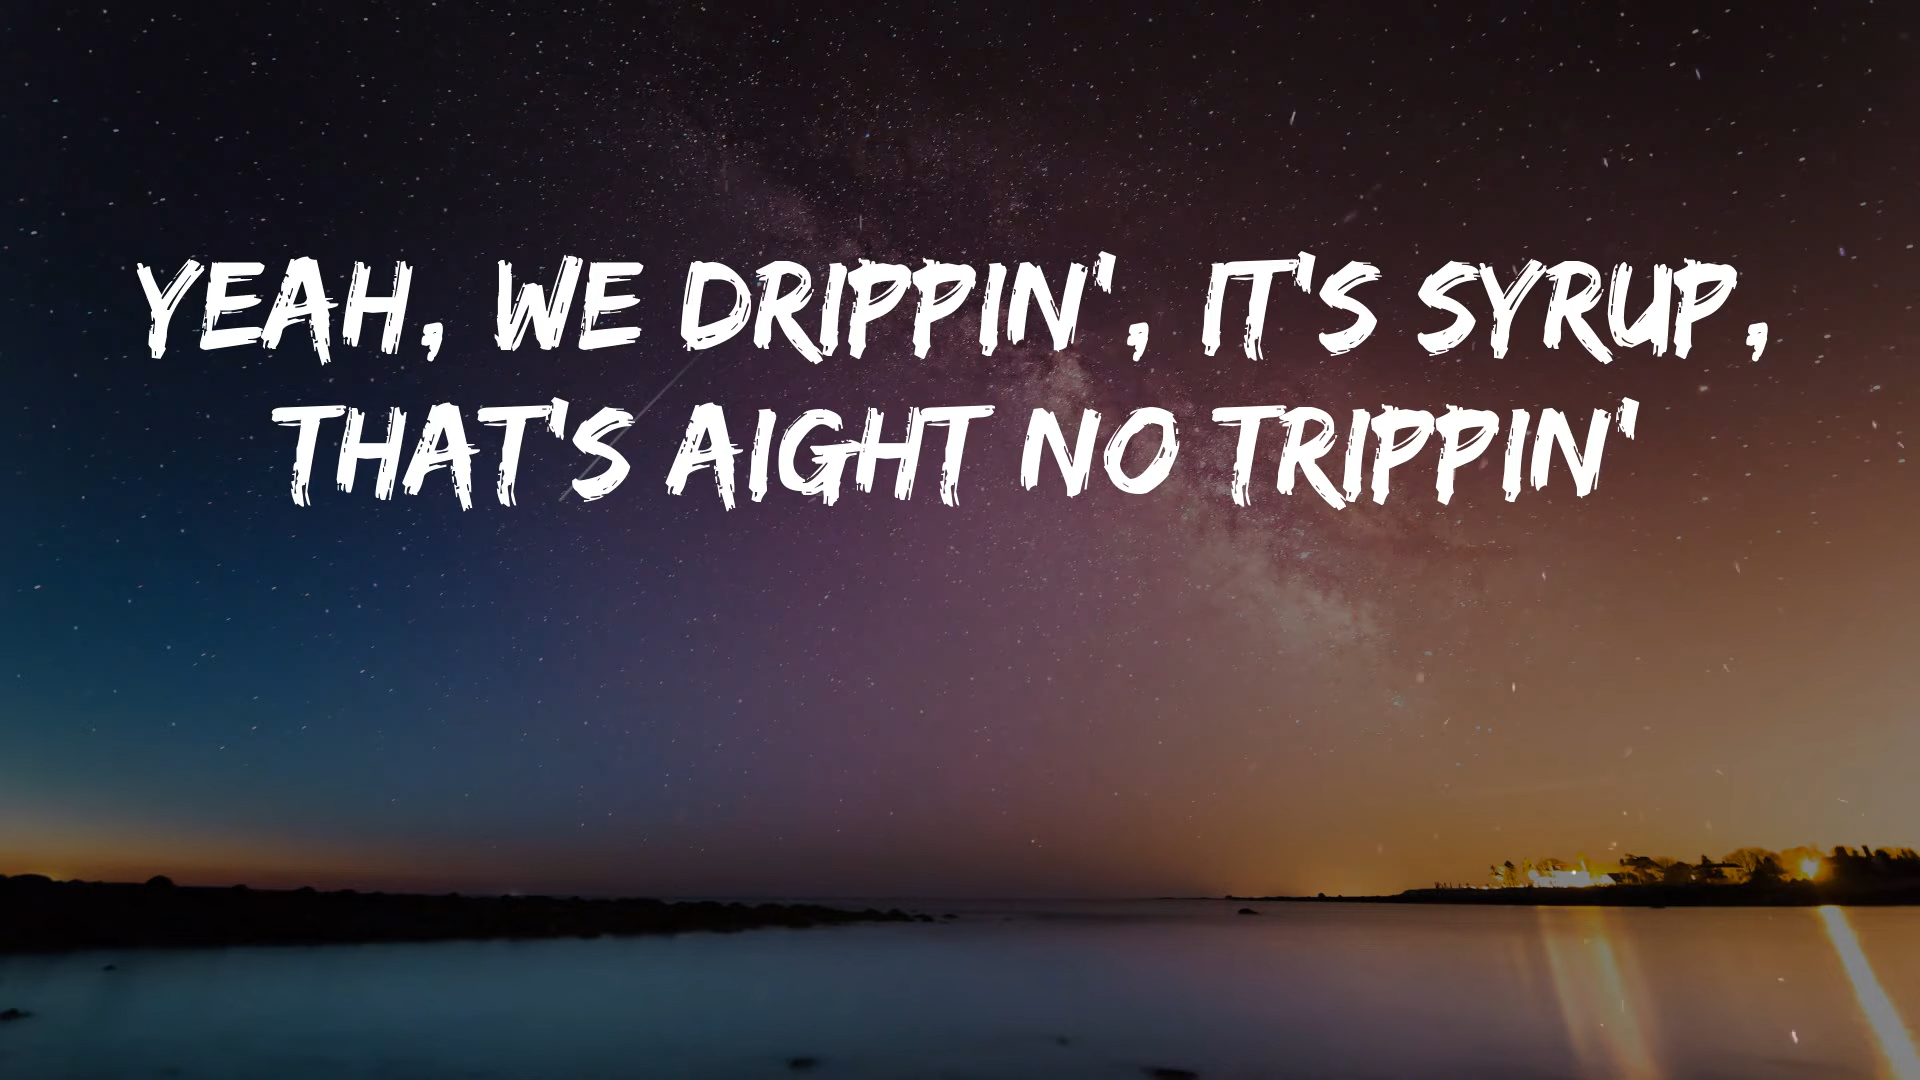 YEAH, WE DRIPPIN', IT'S SYRUP,
THAT'S AIGHT NO TRIPPIN'